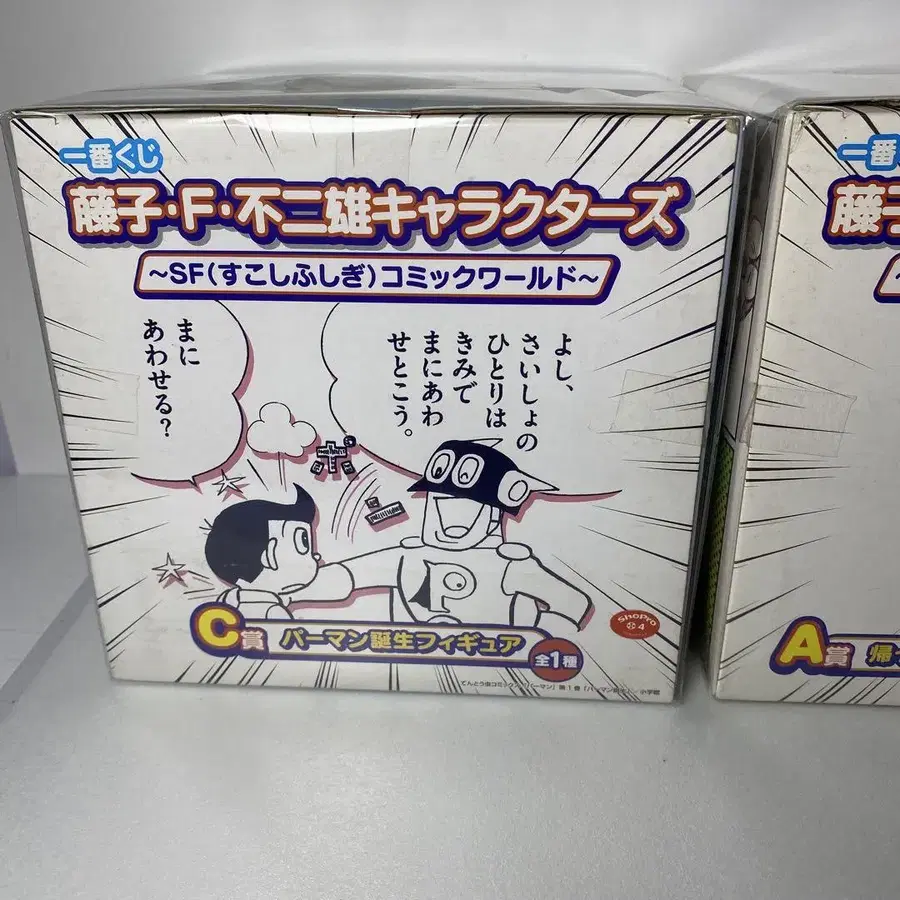 一番くじ
藤子・F・不二雄キャラクターズ
～SF(すこしふしぎ)コミックワールド～
よし、
さいしょの
ひとりは
きみで
まにあわ
せとこう。
まに
あわせる？
ポ
C賞 パーマン誕生フィギュア
全1種
ShoPro
4
一番
藤子
A賞 帰